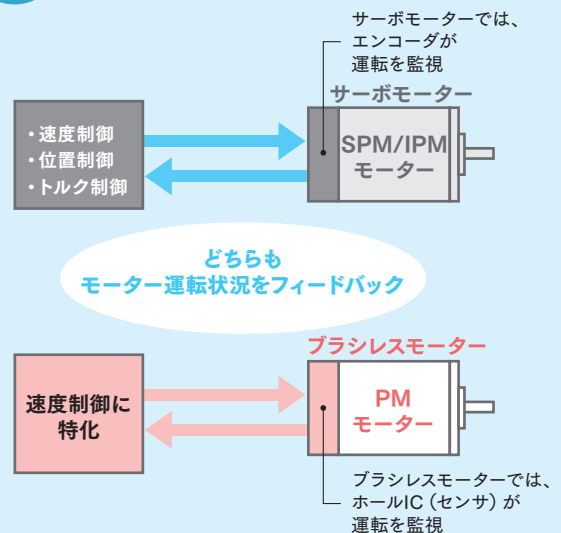 サーボモーターでは、
エンコーダが
運転を監視
サーボモーター
・速度制御
・位置制御
・トルク制御
SPM/IPM
モーター
どちらも
モーター運転状況をフィードバック
ブラシレスモーター
速度制御に
特化
PM
モーター
ブラシレスモーターでは、
ホールIC（センサ）が
運転を監視